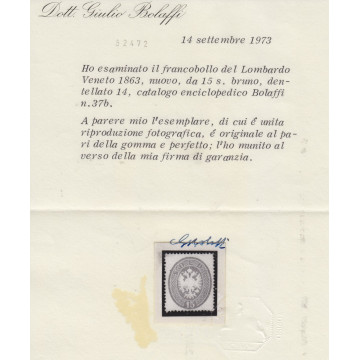 Dott. Giulio Bolaffi
32472
14 settembre 1973
Ho esaminato il francobollo del Lombardo
Veneto 1863, nuovo, da 15 s. bruno, den-
tellato 14, catalogo enciclopedico Bolaffi
n.37b.
A parere mio l'esemplare, di cui é unita
riproduzione fotografica, é originale al pa-
ri della gomma e perfetto; l'ho munito al
verso della mia firma di garanzia.